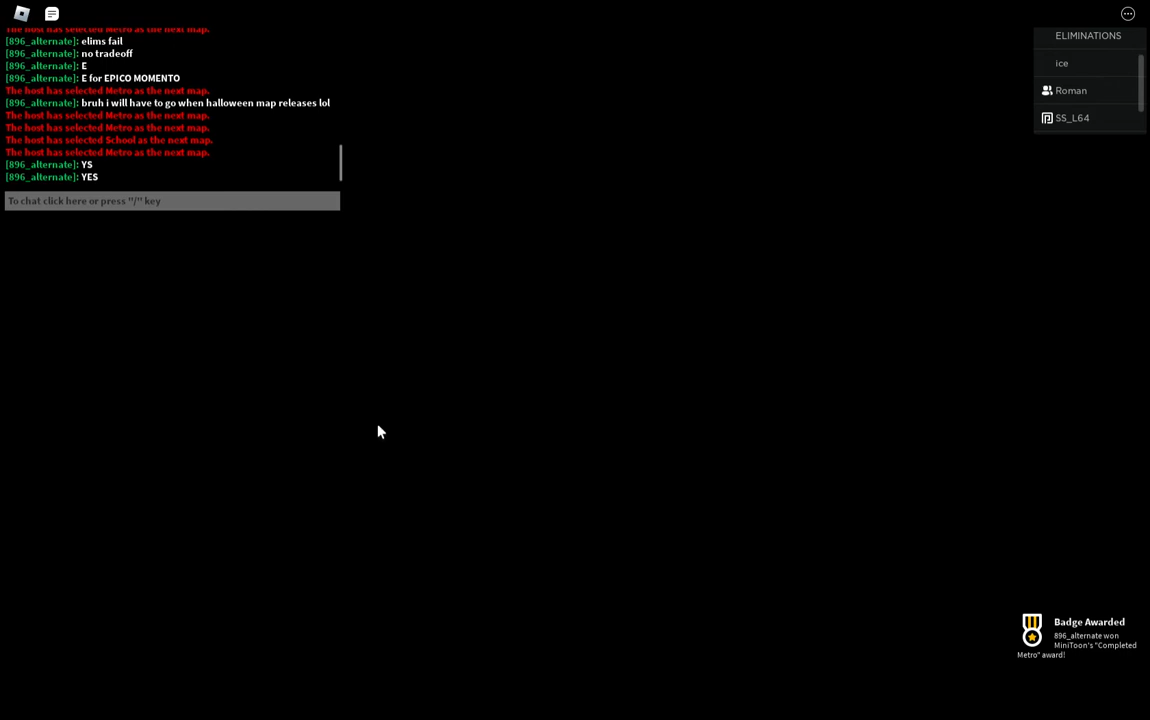 The host has selected Metro as the next map.
[896_alternate]: elims fail
[896_alternate]: no tradeoff
[896_alternate]: E
[896_alternate]: E for EPICO MOMENTO
The host has selected Metro as the next map.
[896_alternate]: bruh i will have to go when halloween map releases lol
The host has selected Metro as the next map.
The host has selected Metro as the next map.
The host has selected School as the next map.
The host has selected Metro as the next map.
[896_alternate]: YS
[896_alternate]: YES
To chat click here or press "/" key
ELIMINATIONS
ice
Roman
SS_L64
Badge Awarded
896_alternate won
MiniToon's "Completed
Metro" award!